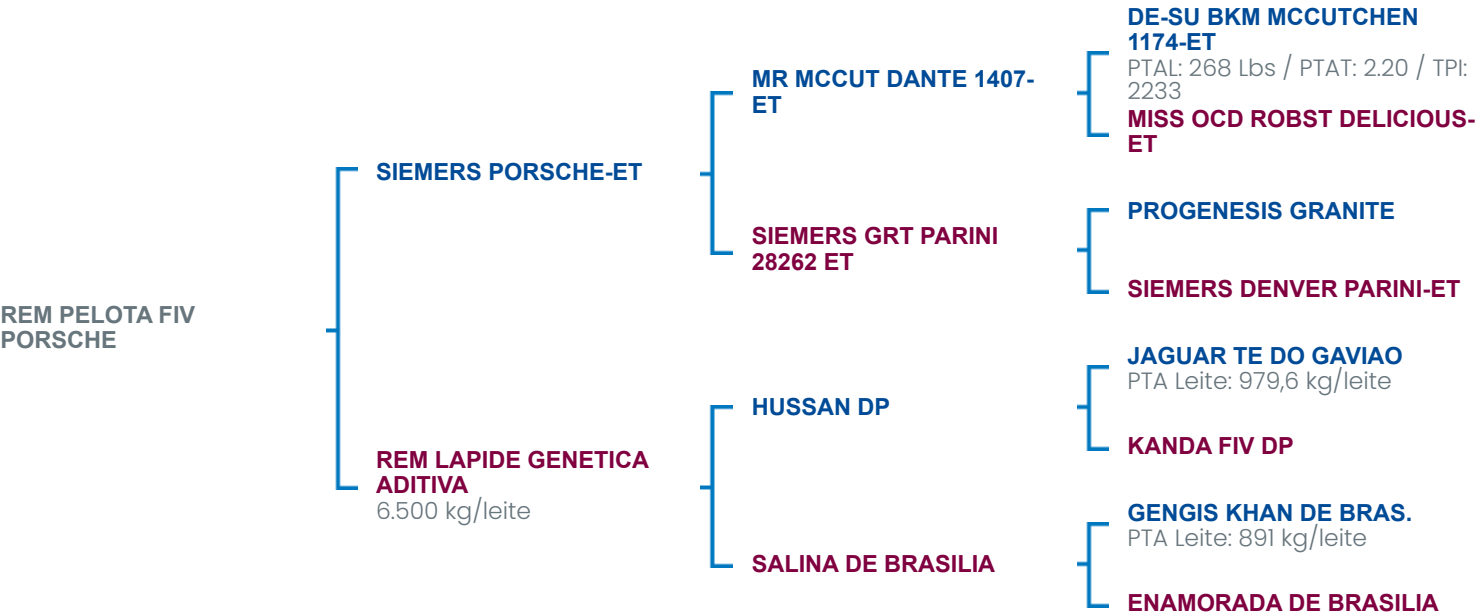 DE-SU BKM MCCUTCHEN
1174-ET
PTAL: 268 Lbs / PTAT: 2.20 / TPI:
2233
MR MCCUT DANTE 1407-
ET
MISS OCD ROBST DELICIOUS-
ET
SIEMERS PORSCHE-ET
PROGENESIS GRANITE
SIEMERS GRT PARINI
28262 ET
SIEMERS DENVER PARINI-ET
REM PELOTA FIV
PORSCHE
JAGUAR TE DO GAVIAO
PTA Leite: 979,6 kg/leite
HUSSAN DP
KANDA FIV DP
REM LAPIDE GENETICA
ADITIVA
6.500 kg/leite
GENGIS KHAN DE BRAS.
PTA Leite: 891 kg/leite
SALINA DE BRASILIA
ENAMORADA DE BRASILIA